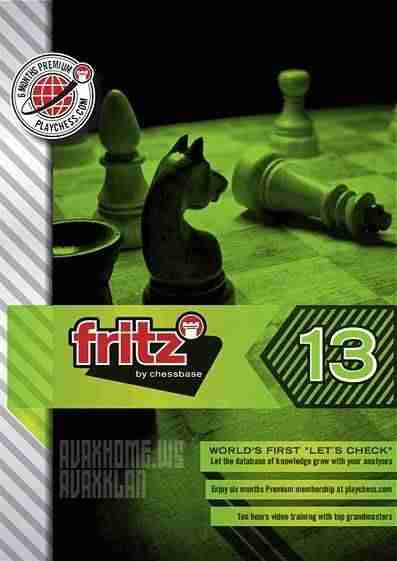 6 MONTHS PREMIUM
PLAYCHESS.COM
fritz
by chessbase
13
AVAXHOME.WS
AVAXKLAN
WORLD'S FIRST "LET'S CHECK"
Let the database of knowledge grow with your analyses
Enjoy six months Premium membership at playchess.com
Ten hours video training with top grandmasters